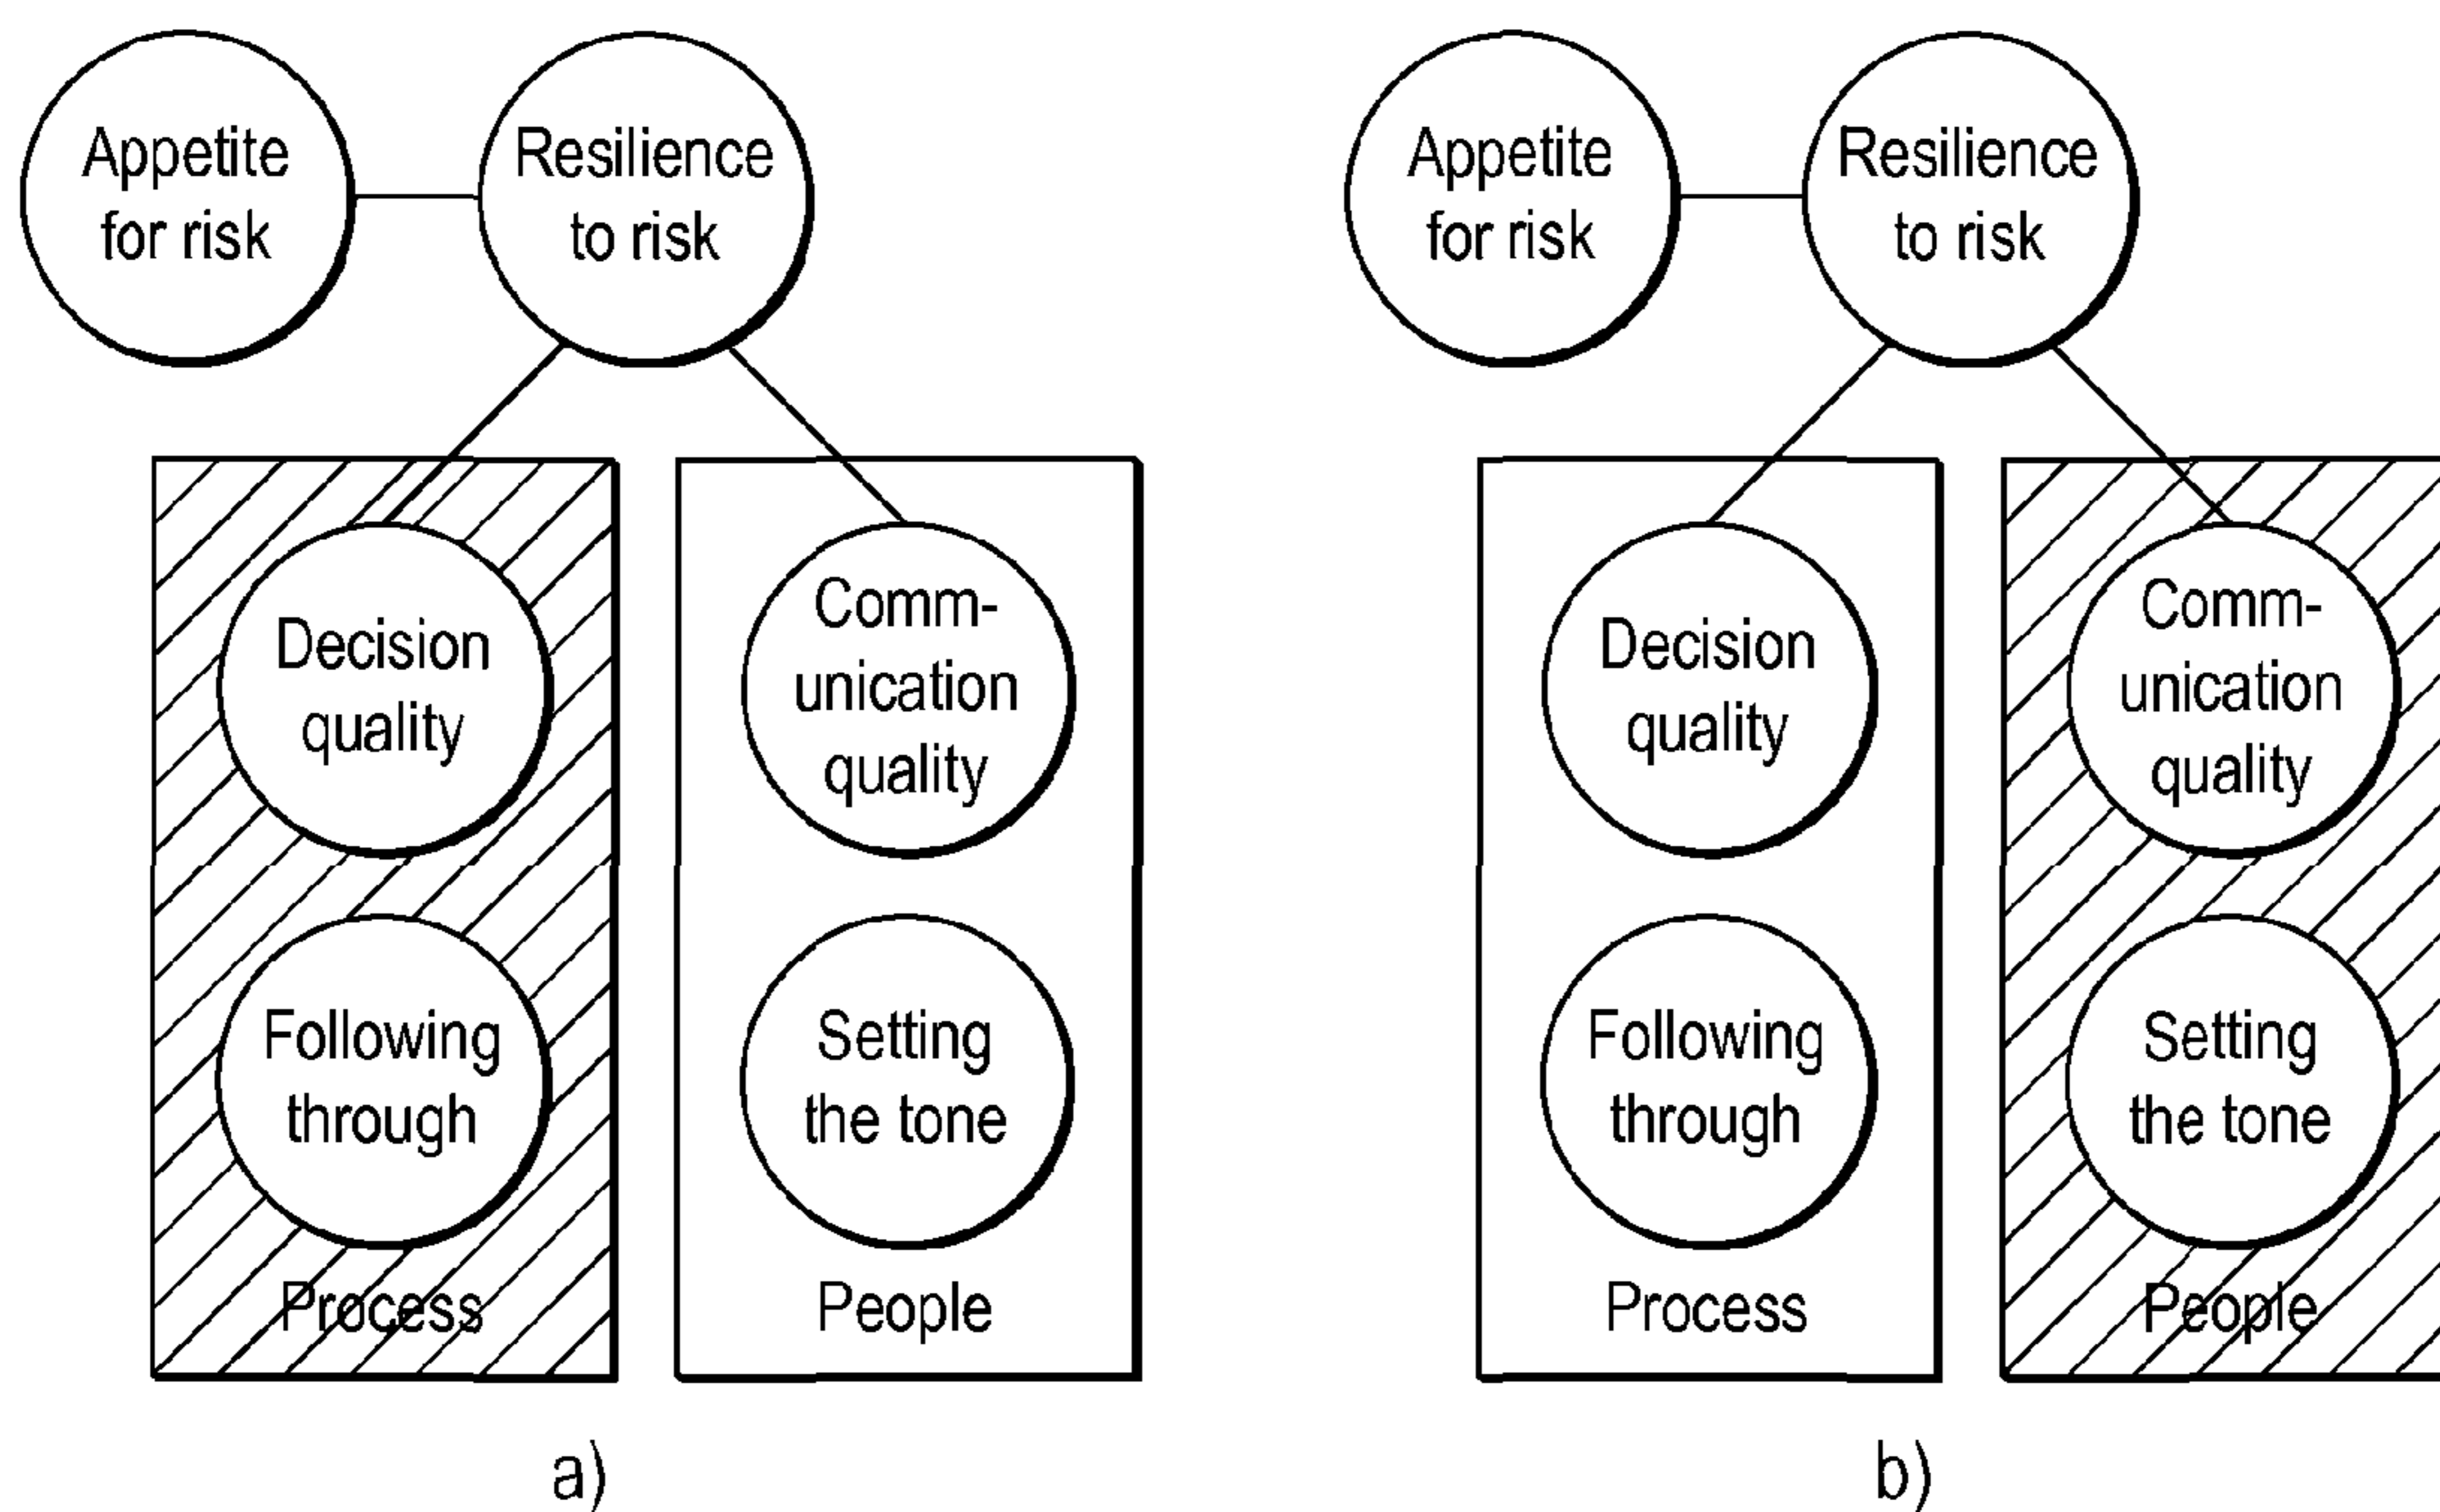 Appetite
for risk
Resilience
to risk
Decision
quality
Following
through
Process
Comm-
unication
quality
Setting
the tone
People
a)
Appetite
for risk
Resilience
to risk
Decision
quality
Following
through
Process
Comm-
unication
quality
Setting
the tone
People
b)